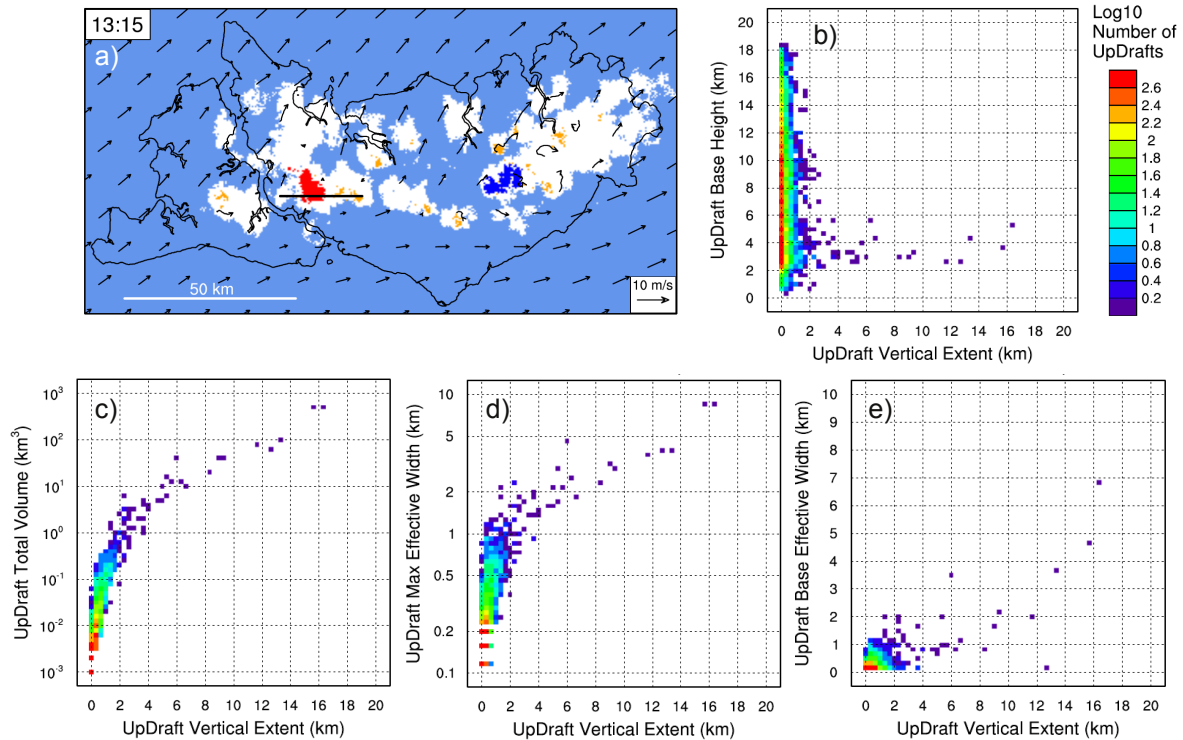 13:15
a)
50 km
10 m/s
b)
UpDraft Base Height (km)
20
18
16
14
12
10
8
6
4
2
0
0 2 4 6 8 10 12 14 16 18 20
UpDraft Vertical Extent (km)
Log10
Number of
UpDrafts
2.6
2.4
2.2
2
1.8
1.6
1.4
1.2
1
0.8
0.6
0.4
0.2
c)
UpDraft Total Volume (km³)
10³
10²
10¹
10⁰
10⁻¹
10⁻²
10⁻³
0 2 4 6 8 10 12 14 16 18 20
UpDraft Vertical Extent (km)
d)
UpDraft Max Effective Width (km)
10
5
2
1
0.5
0.2
0.1
0 2 4 6 8 10 12 14 16 18 20
UpDraft Vertical Extent (km)
e)
UpDraft Base Effective Width (km)
10
9
8
7
6
5
4
3
2
1
0
0 2 4 6 8 10 12 14 16 18 20
UpDraft Vertical Extent (km)